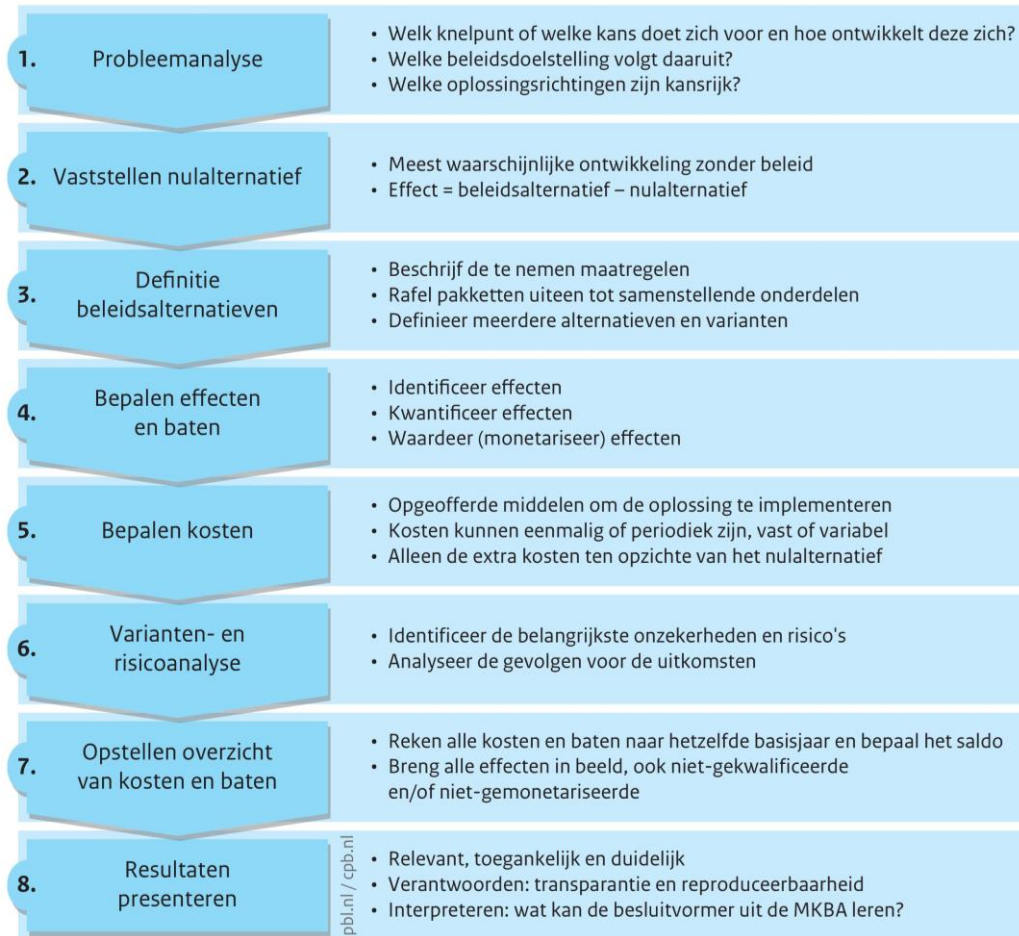 1. Probleemanalyse
• Welk knelpunt of welke kans doet zich voor en hoe ontwikkelt deze zich?
• Welke beleidsdoelstelling volgt daaruit?
• Welke oplossingsrichtingen zijn kansrijk?
2. Vaststellen nulalternatief
• Meest waarschijnlijke ontwikkeling zonder beleid
• Effect = beleidsalternatief – nulalternatief
3. Definitie
beleidsalternatieven
• Beschrijf de te nemen maatregelen
• Rafel pakketten uiteen tot samenstellende onderdelen
• Definieer meerdere alternatieven en varianten
4. Bepalen effecten
en baten
• Identificeer effecten
• Kwantificeer effecten
• Waardeer (monetariseer) effecten
5. Bepalen kosten
• Opgeofferde middelen om de oplossing te implementeren
• Kosten kunnen eenmalig of periodiek zijn, vast of variabel
• Alleen de extra kosten ten opzichte van het nulalternatief
6. Varianten- en
risicoanalyse
• Identificeer de belangrijkste onzekerheden en risico's
• Analyseer de gevolgen voor de uitkomsten
7. Opstellen overzicht
van kosten en baten
• Reken alle kosten en baten naar hetzelfde basisjaar en bepaal het saldo
• Breng alle effecten in beeld, ook niet-gekwalificeerde
en/of niet-gemonetariseerde
8. Resultaten
presenteren
• Relevant, toegankelijk en duidelijk
• Verantwoorden: transparantie en reproduceerbaarheid
• Interpreteren: wat kan de besluitvormer uit de MKBA leren?
pbl.nl / cpb.nl